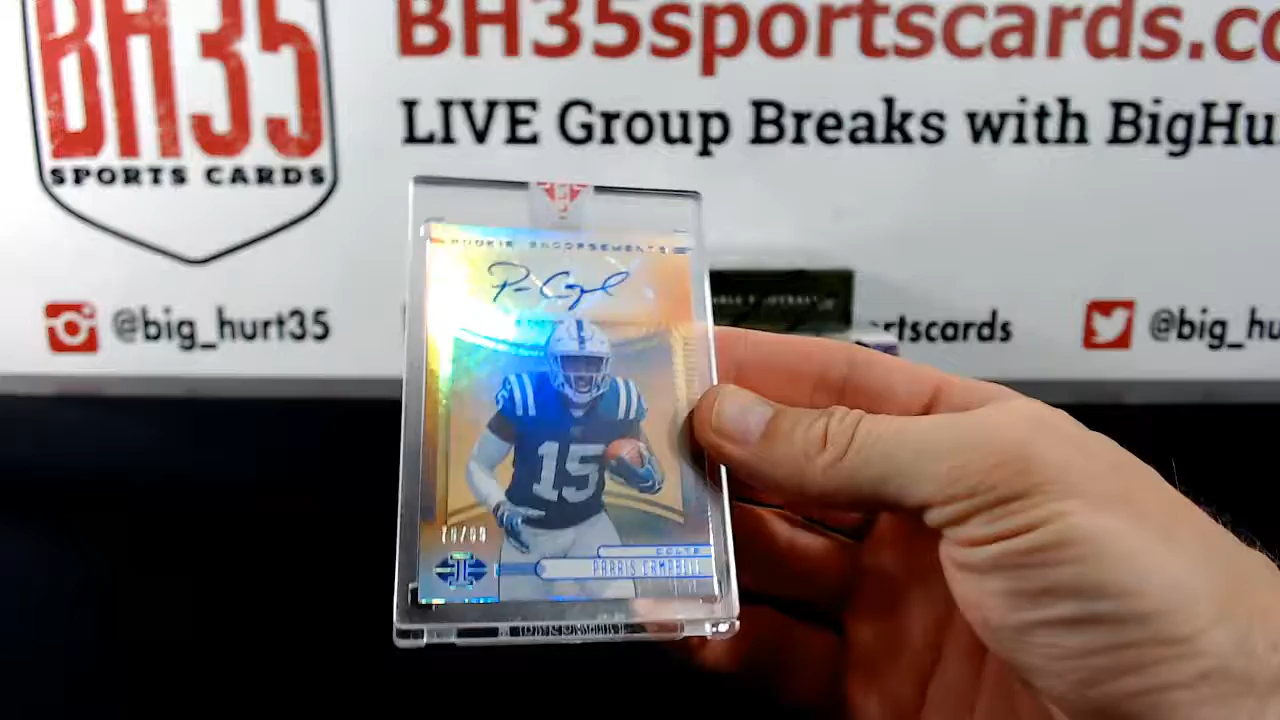 BH35
SPORTS CARDS
BH35sportscards.co
LIVE Group Breaks with BigHu
@big_hurt35
rtscards
@big_hu
ROOKIE ENDORSEMENTS
15
15
COLTS
PARRIS CAMPBELL